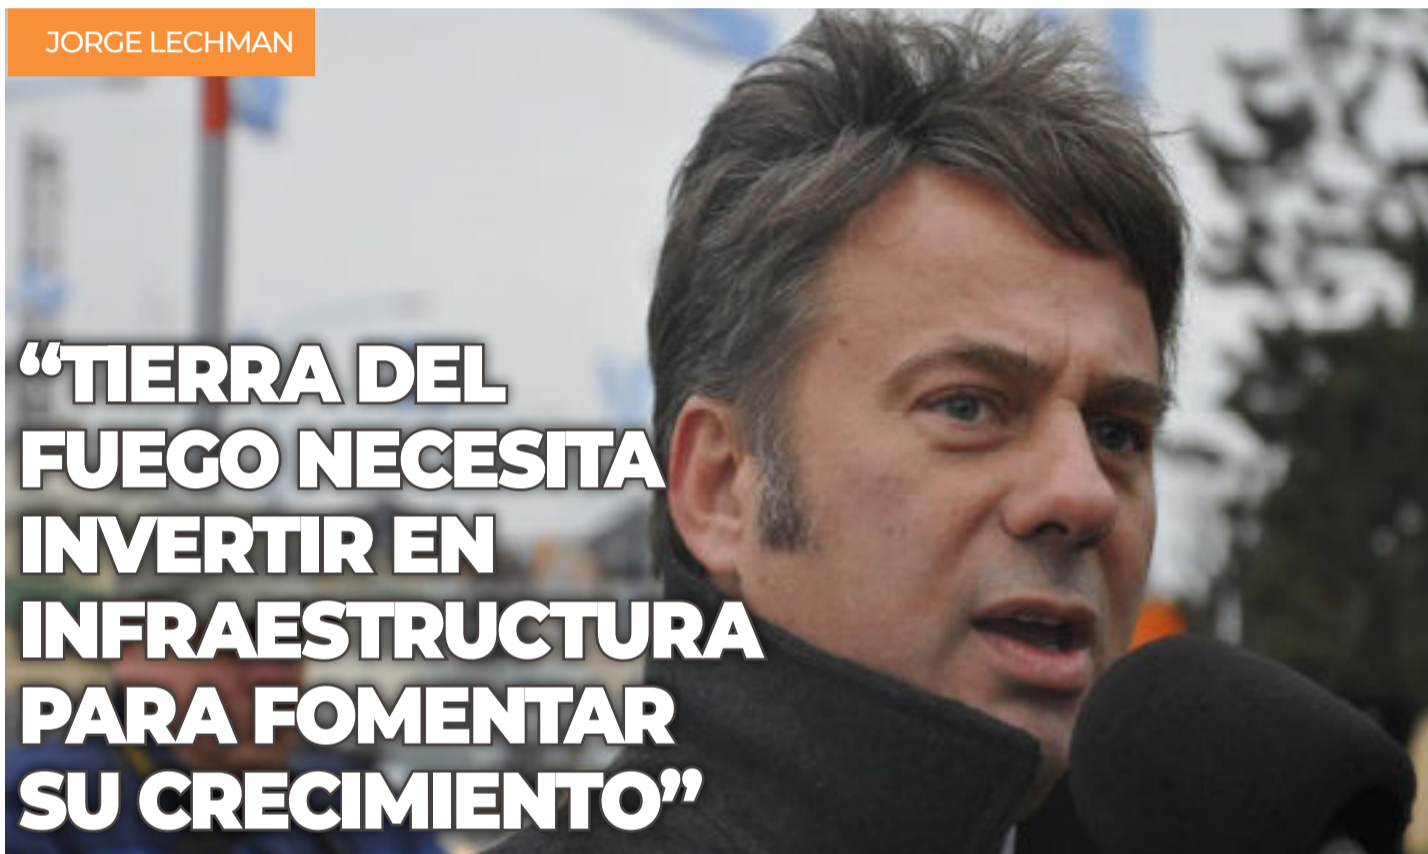 JORGE LECHMAN
“TIERRA DEL
FUEGO NECESITA
INVERTIR EN
INFRAESTRUCTURA
PARA FOMENTAR
SU CRECIMIENTO”